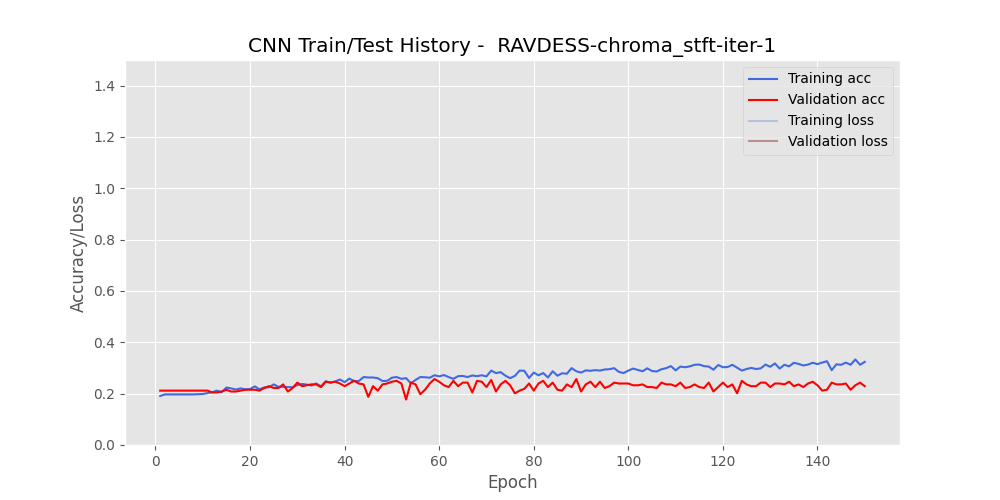 CNN Train/Test History -  RAVDESS-chroma_stft-iter-1
Training acc
Validation acc
Training loss
Validation loss
Accuracy/Loss
1.4
1.2
1.0
0.8
0.6
0.4
0.2
0.0
0 20 40 60 80 100 120 140
Epoch